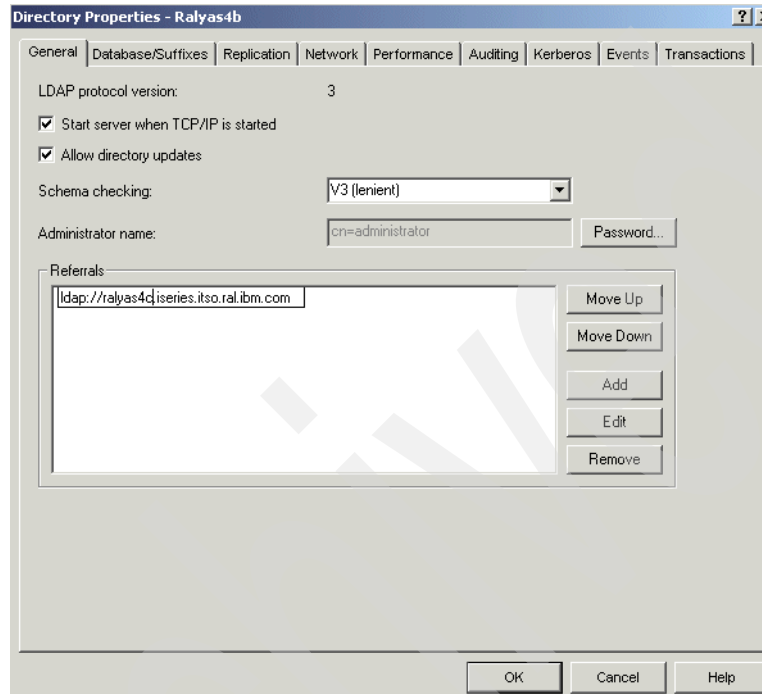 Directory Properties - Ralyas4b
General Database/Suffixes Replication Network Performance Auditing Kerberos Events Transactions
LDAP protocol version: 3
Start server when TCP/IP is started
Allow directory updates
Schema checking: V3 (lenient)
Administrator name: cn=administrator Password...
Referrals
ldap://ralyas4c.iseries.itso.ral.ibm.com
Move Up
Move Down
Add
Edit
Remove
OK Cancel Help